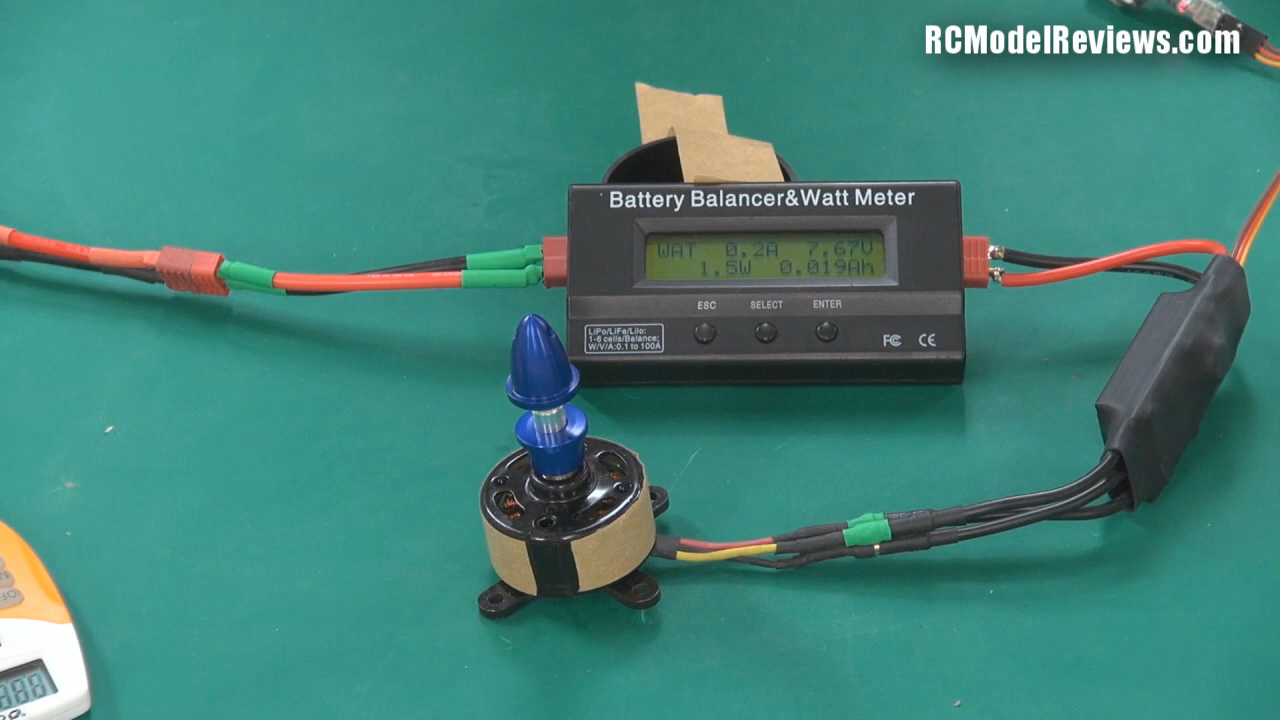 RCModelReviews.com
Battery Balancer&Watt Meter
WAT 0.2A 7.67V
1.5W 0.019Ah
ESC SELECT ENTER
LiPo/LiFe/LiIo:
1-6 cells/Balance;
W/V/A:0.1 to 100A
FC CE